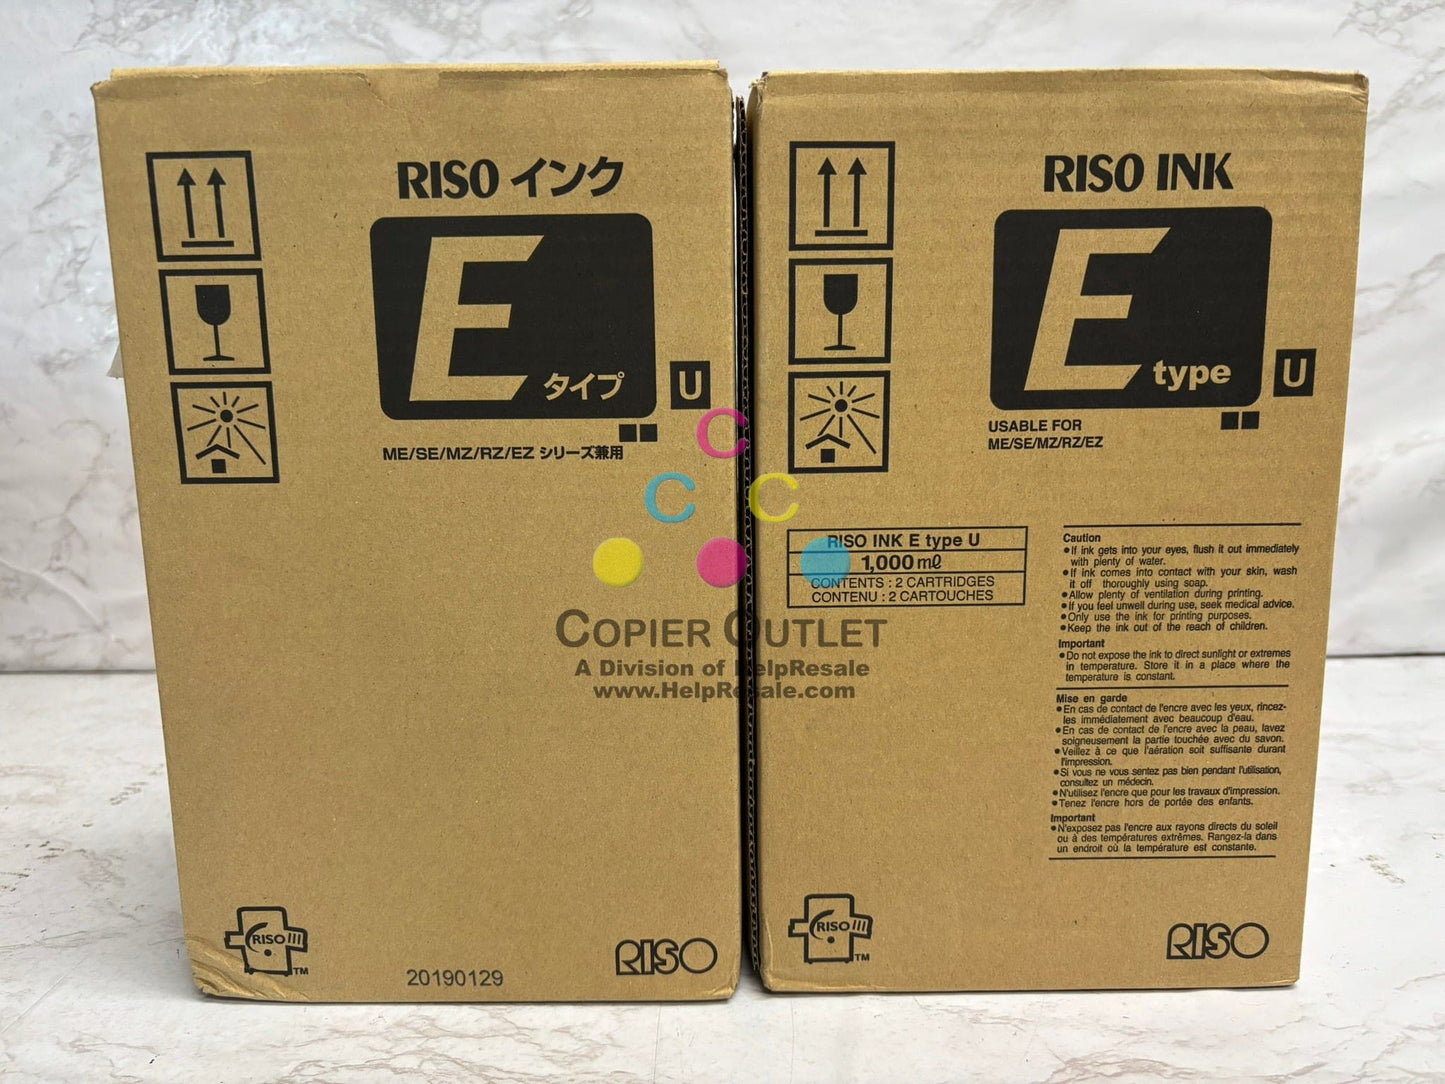 RISO インク
E タイプ
U
ME/SE/MZ/RZ/EZ シリーズ兼用
RISO
TM
20190129
RISO
RISO INK
E type
U
USABLE FOR
ME/SE/MZ/RZ/EZ
RISO INK E type U
1,000 mℓ
CONTENTS : 2 CARTRIDGES
CONTENU : 2 CARTOUCHES
Caution
●If ink gets into your eyes, flush it out immediately
with plenty of water.
●If ink comes into contact with your skin, wash
it off thoroughly using soap.
●Allow plenty of ventilation during printing.
●If you feel unwell during use, seek medical advice.
●Only use the ink for printing purposes.
●Keep the ink out of the reach of children.
Important
●Do not expose the ink to direct sunlight or extremes
in temperature. Store it in a place where the
temperature is constant.
Mise en garde
●En cas de contact de l'encre avec les yeux, rincez-
les immédiatement avec beaucoup d'eau.
●En cas de contact de l'encre avec la peau, lavez
soigneusement la partie touchée avec du savon.
●Veillez à ce que l'aération soit suffisante durant
l'impression.
●Si vous ne vous sentez pas bien pendant l'utilisation,
consultez un médecin.
●N'utilisez l'encre que pour les travaux d'impression.
●Tenez l'encre hors de portée des enfants.
Important
●N'exposez pas l'encre aux rayons directs du soleil
ou à des températures extrêmes. Rangez-la dans
un endroit où la température est constante.
RISO
TM
RISO
C
C C
COPIER OUTLET
A Division of HelpResale
www.HelpResale.com